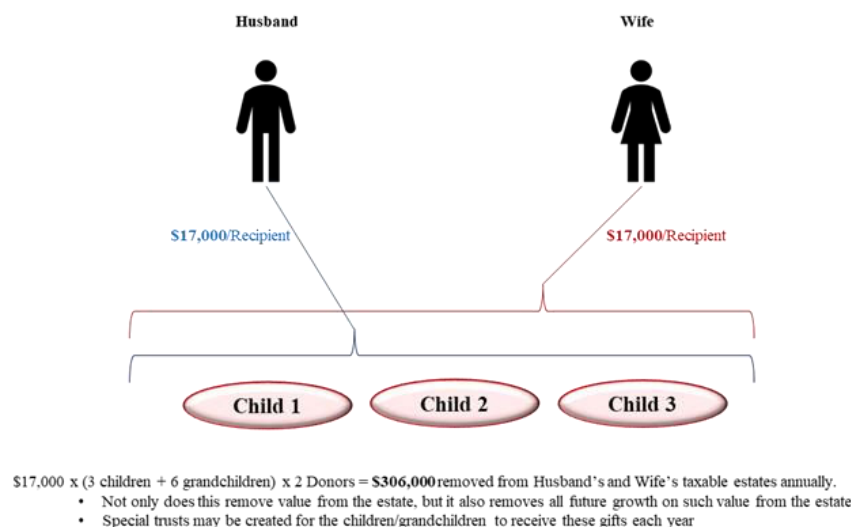 Husband Wife
$17,000/Recipient $17,000/Recipient
Child 1 Child 2 Child 3
$17,000 x (3 children + 6 grandchildren) x 2 Donors = $306,000 removed from Husband's and Wife's taxable estates annually.
• Not only does this remove value from the estate, but it also removes all future growth on such value from the estate
• Special trusts may be created for the children/grandchildren to receive these gifts each year